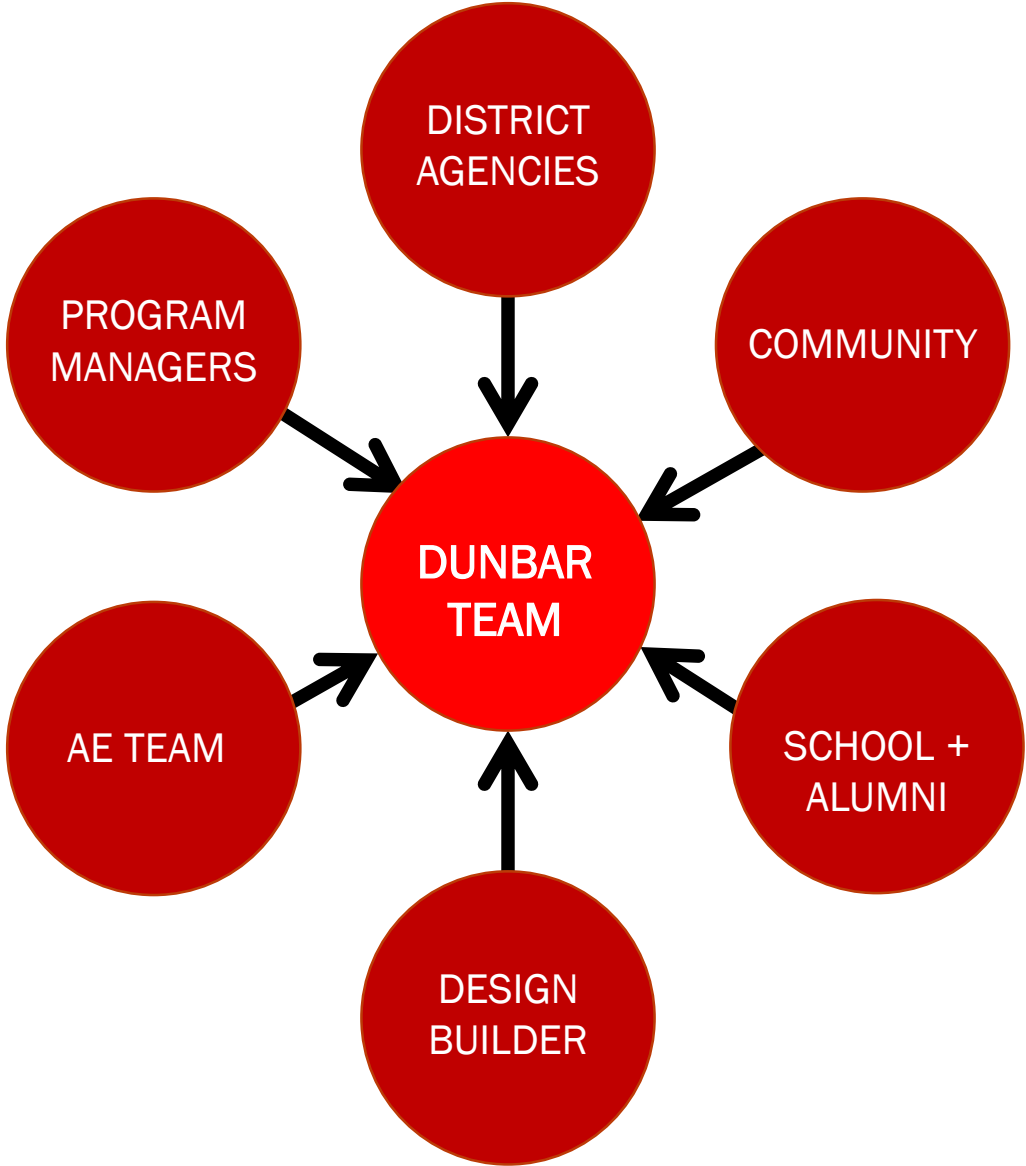 DISTRICT
AGENCIES
PROGRAM
MANAGERS
COMMUNITY
DUNBAR
TEAM
AE TEAM
SCHOOL +
ALUMNI
DESIGN
BUILDER